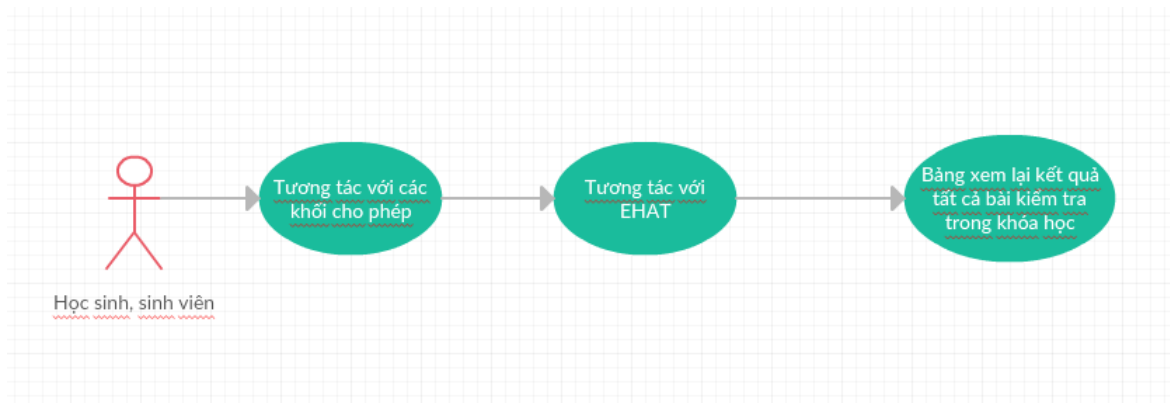 Tương tác với các
khối cho phép
Tương tác với
EHAT
Bảng xem lại kết quả
tất cả bài kiểm tra
trong khóa học
Học sinh, sinh viên